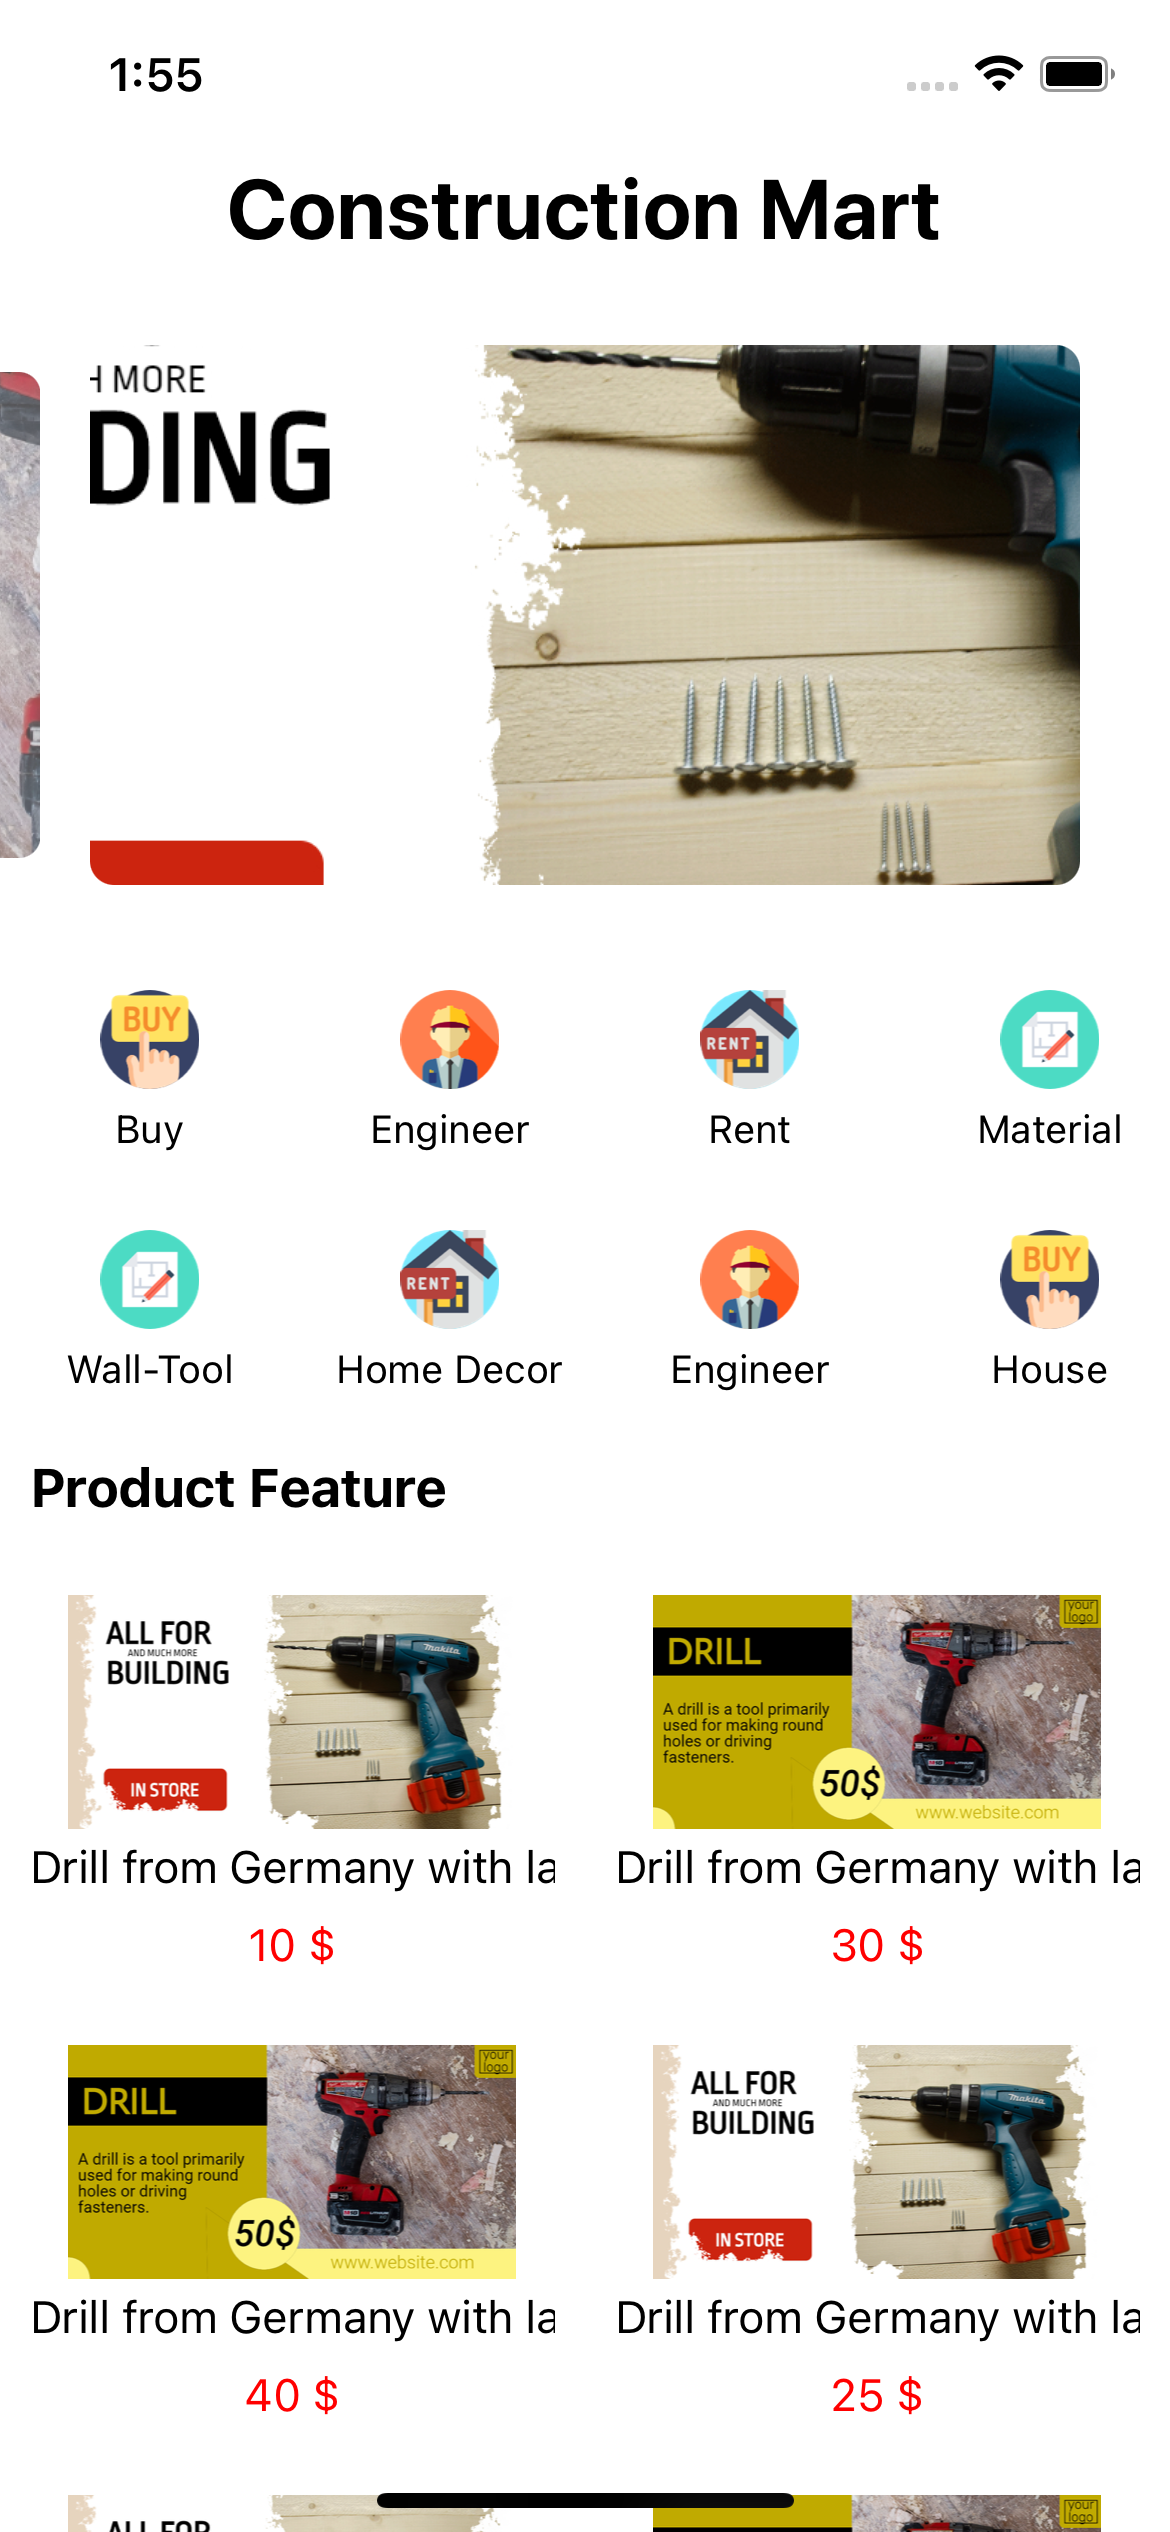 1:55
Construction Mart
MORE
DING
BUY
RENT
Buy
Engineer
Rent
Material
RENT
BUY
Wall-Tool
Home Decor
Engineer
House
Product Feature
ALL FOR
AND MUCH MORE
BUILDING
makita
IN STORE
your
logo
DRILL
A drill is a tool primarily
used for making round
holes or driving
fasteners.
50$
www.website.com
Drill from Germany with la
Drill from Germany with la
10 $
30 $
your
logo
DRILL
A drill is a tool primarily
used for making round
holes or driving
fasteners.
50$
www.website.com
ALL FOR
AND MUCH MORE
BUILDING
makita
IN STORE
Drill from Germany with la
Drill from Germany with la
40 $
25 $
ALL FOR
your
logo